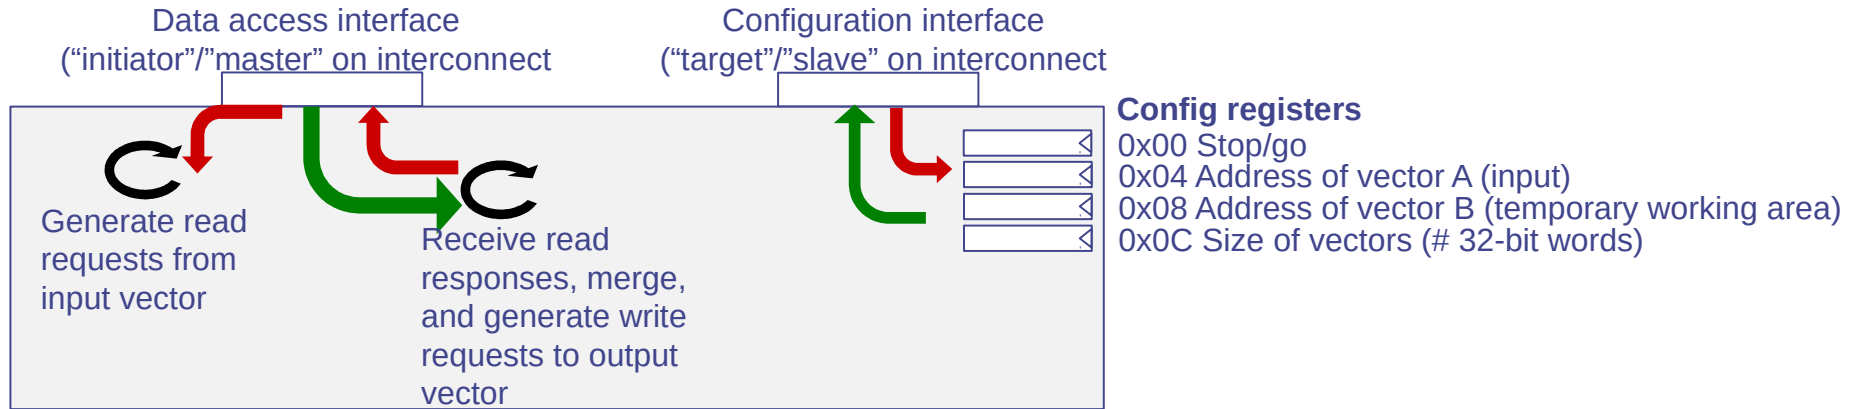 Data access interface
(“initiator”/”master” on interconnect
Configuration interface
(“target”/”slave” on interconnect
Config registers
0x00 Stop/go
0x04 Address of vector A (input)
0x08 Address of vector B (temporary working area)
0x0C Size of vectors (# 32-bit words)
Generate read
requests from
input vector
Receive read
responses, merge,
and generate write
requests to output
vector